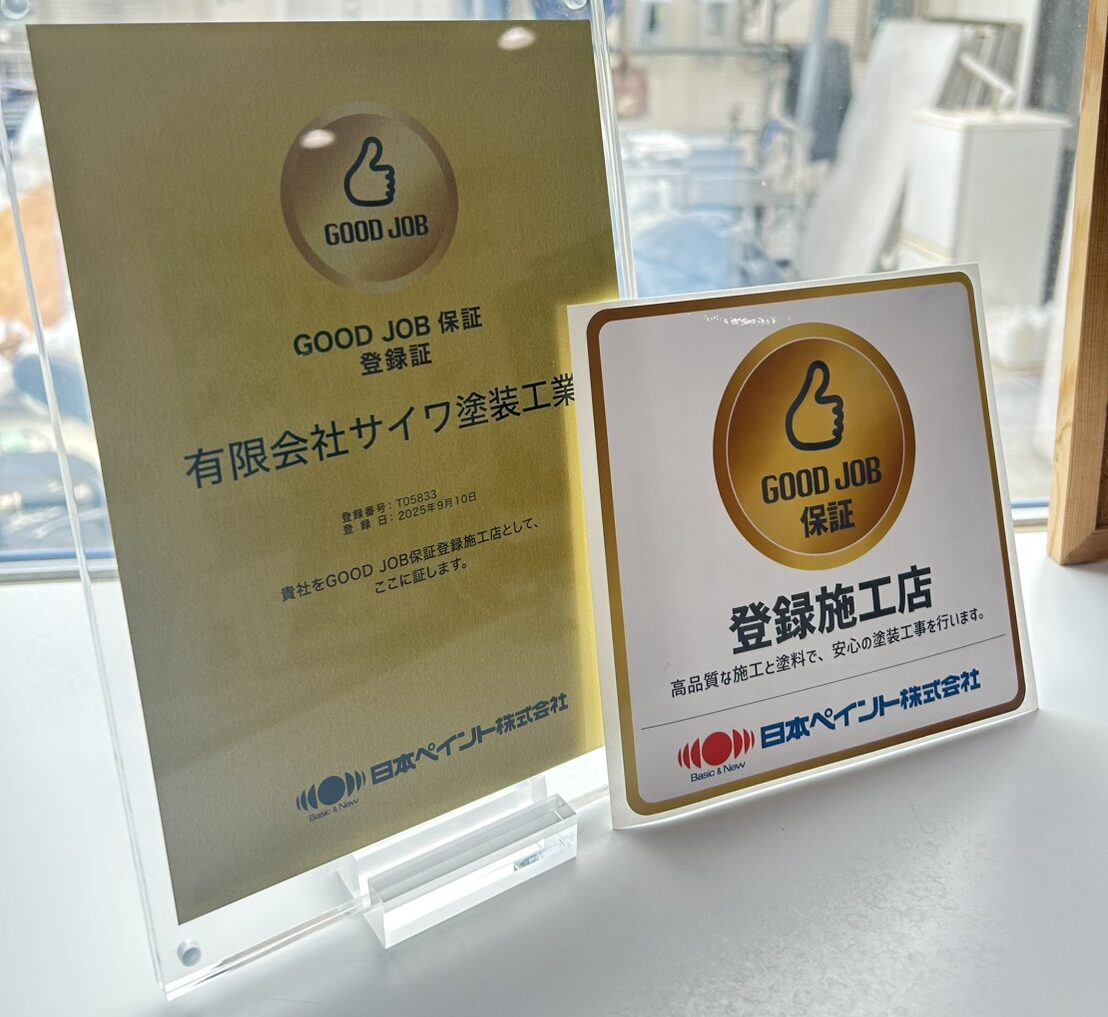 GOOD JOB
GOOD JOB 保証
登録証
有限会社サイワ塗装工業
登録番号：T05833
登 録 日：2025年9月10日
貴社をGOOD JOB保証登録施工店として、
ここに証します。
Basic & New
日本ペイント株式会社
GOOD JOB
保証
登録施工店
高品質な施工と塗料で、安心の塗装工事を行います。
Basic & New
日本ペイント株式会社